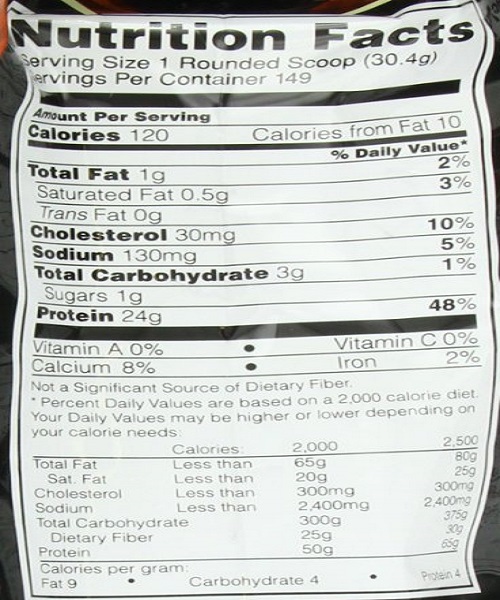 Nutrition Facts
Serving Size 1 Rounded Scoop (30.4g)
Servings Per Container 149
Amount Per Serving
Calories 120 Calories from Fat 10
% Daily Value*
Total Fat 1g 2%
Saturated Fat 0.5g 3%
Trans Fat 0g
Cholesterol 30mg 10%
Sodium 130mg 5%
Total Carbohydrate 3g 1%
Sugars 1g
Protein 24g 48%
Vitamin A 0% • Vitamin C 0%
Calcium 8% • Iron 2%
Not a Significant Source of Dietary Fiber.
* Percent Daily Values are based on a 2,000 calorie diet.
Your Daily Values may be higher or lower depending on
your calorie needs:
Calories: 2,000 2,500
Total Fat Less than 65g 80g
Sat. Fat Less than 20g 25g
Cholesterol Less than 300mg 300mg
Sodium Less than 2,400mg 2,400mg
Total Carbohydrate 300g 375g
Dietary Fiber 25g 30g
Protein 50g 65g
Calories per gram:
Fat 9 • Carbohydrate 4 • Protein 4